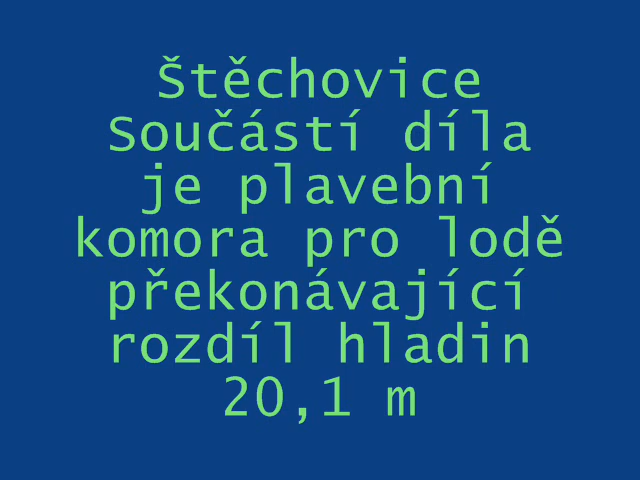 Štěchovice
Součástí díla
je plavební
komora pro lodě
překonávající
rozdíl hladin
20,1 m